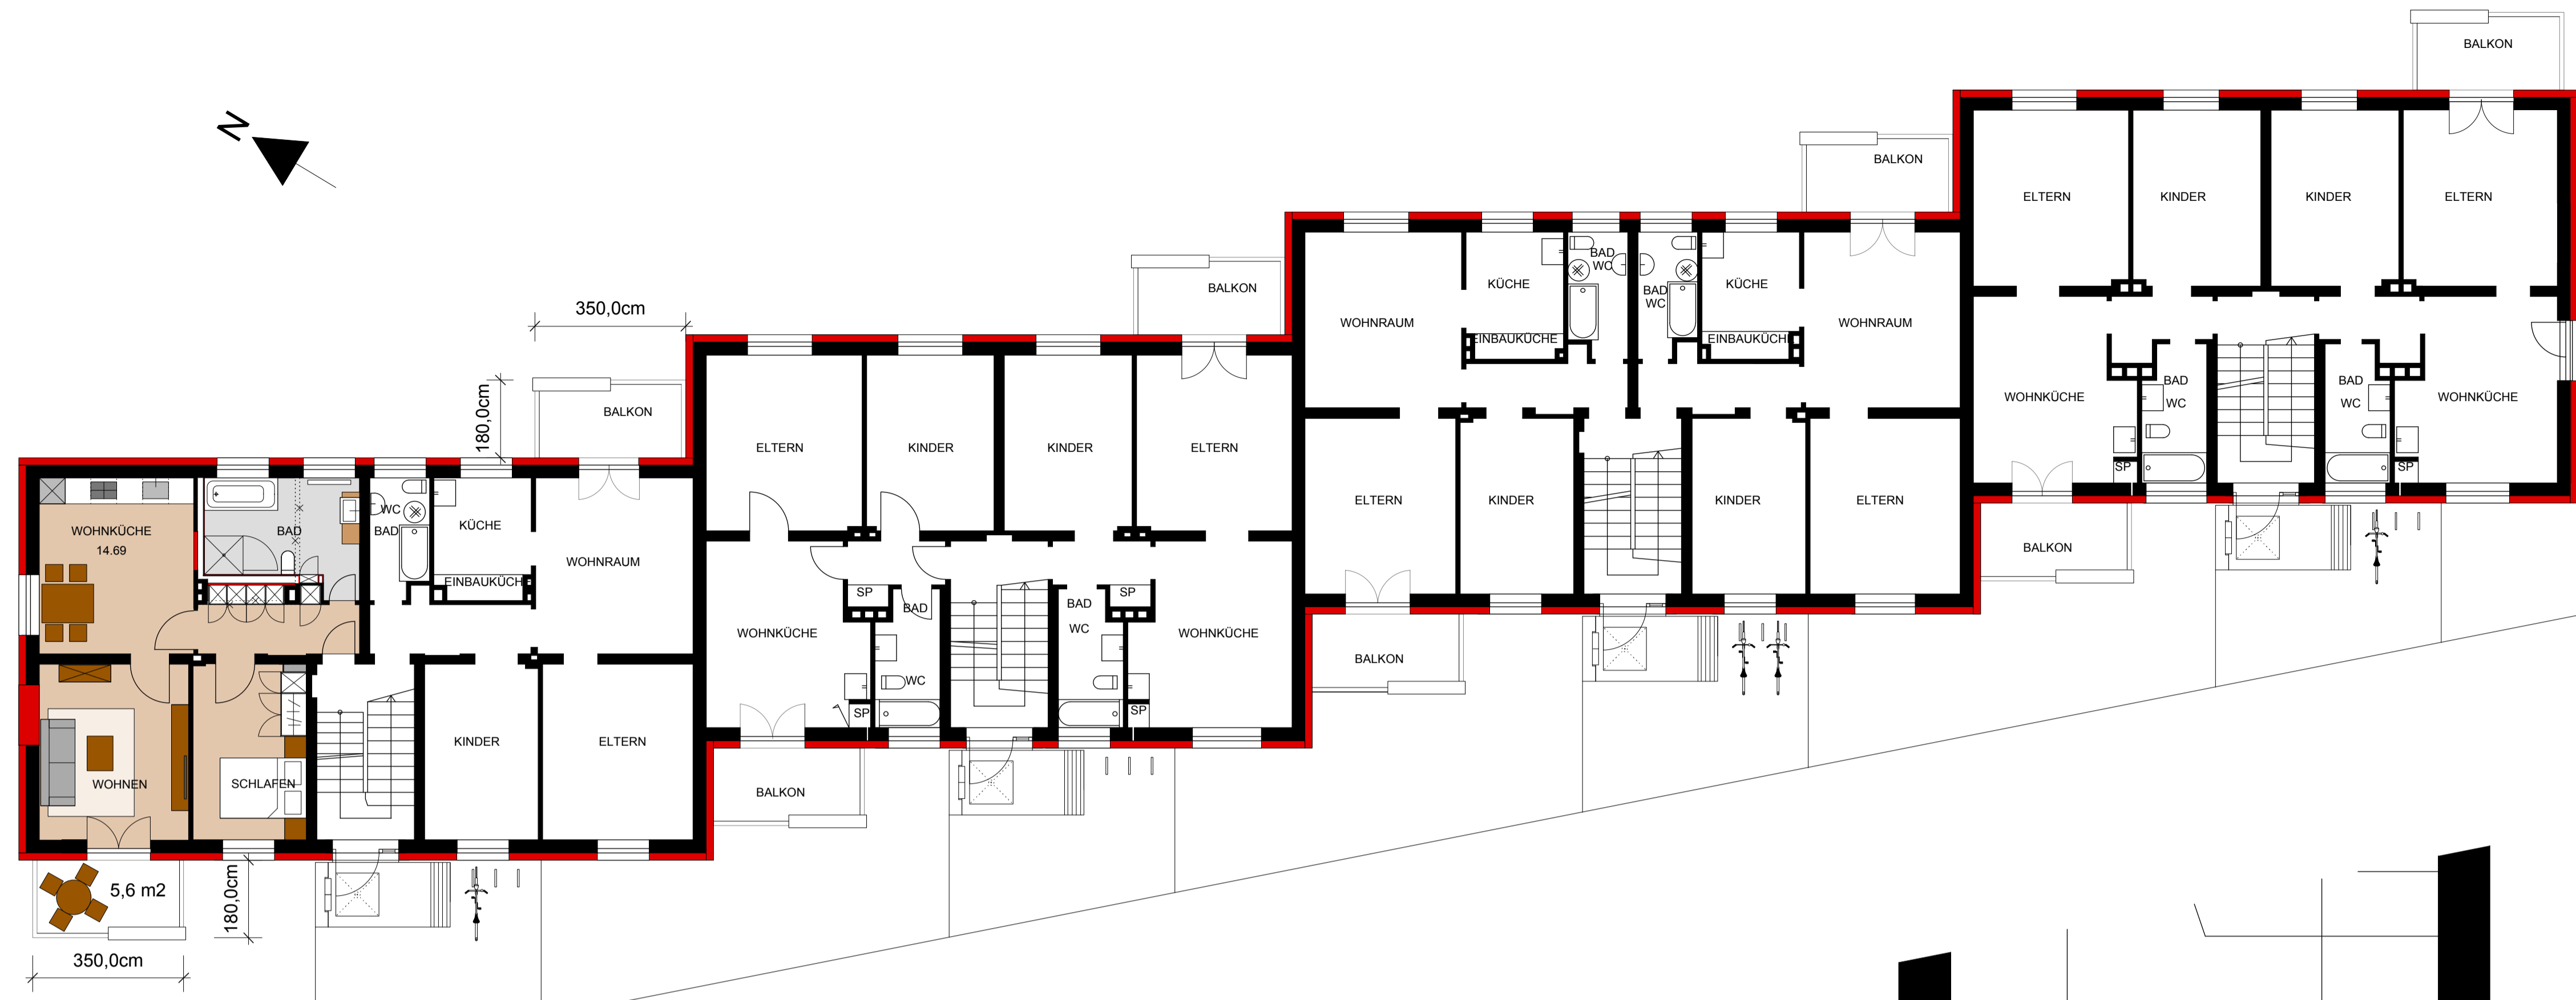 N
350,0cm
180,0cm
BALKON
WOHNKÜCHE
14.69
BAD
WC
BAD
KÜCHE
EINBAUKÜCH
WOHNRAUM
WOHNEN
SCHLAFEN
KINDER
ELTERN
5,6 m2
180,0cm
350,0cm
BALKON
ELTERN
KINDER
KINDER
ELTERN
WOHNKÜCHE
SP
BAD
WC
SP
BAD
WC
SP
SP
WOHNKÜCHE
BALKON
BALKON
WOHNRAUM
KÜCHE
EINBAUKÜCHE
BAD
WC
BAD
WC
KÜCHE
EINBAUKÜCH
WOHNRAUM
ELTERN
KINDER
KINDER
ELTERN
BALKON
BALKON
ELTERN
KINDER
KINDER
ELTERN
WOHNKÜCHE
SP
BAD
WC
BAD
WC
SP
WOHNKÜCHE
BALKON